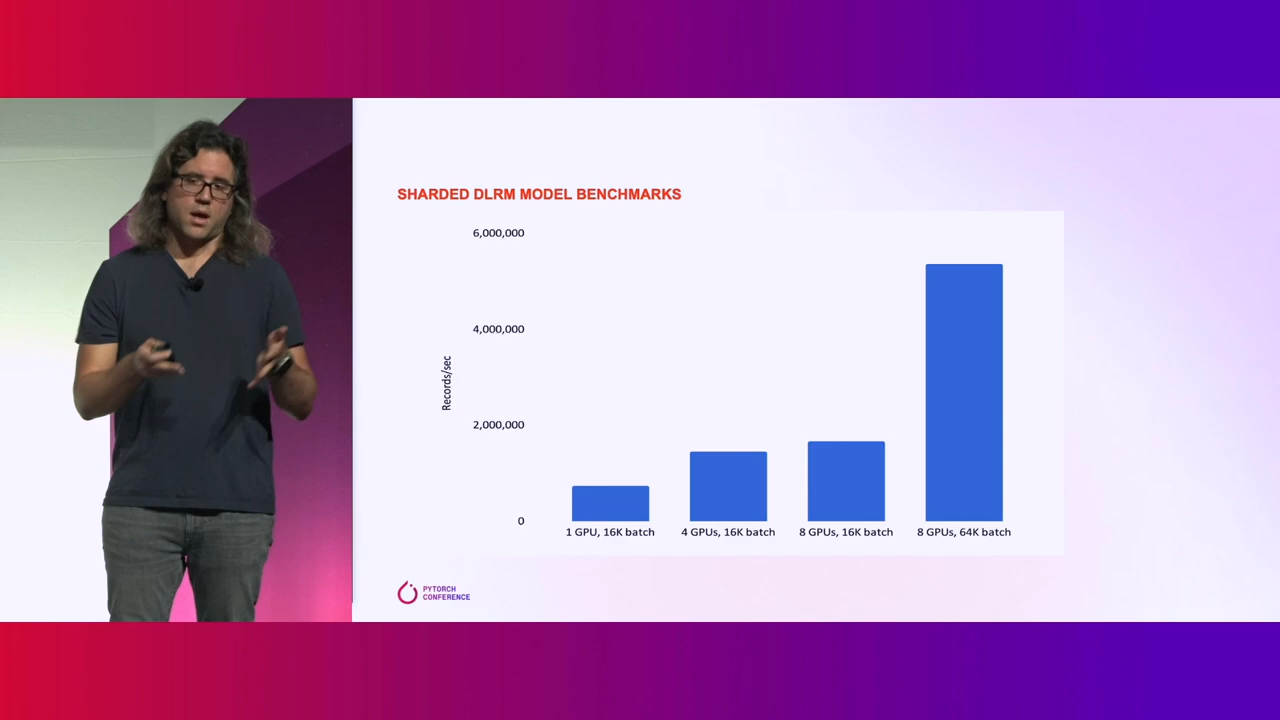 SHARDED DLRM MODEL BENCHMARKS
6,000,000
4,000,000
2,000,000
0
Records/sec
1 GPU, 16K batch
4 GPUs, 16K batch
8 GPUs, 16K batch
8 GPUs, 64K batch
PYTORCH
CONFERENCE